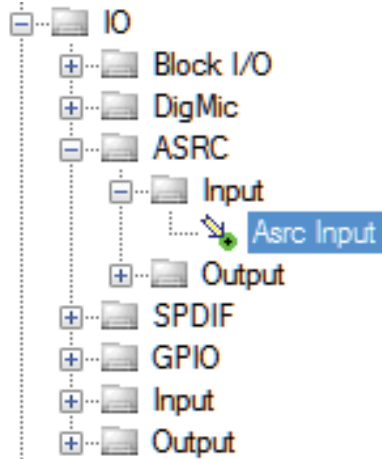 IO
Block I/O
DigMic
ASRC
Input
Asrc Input
Output
SPDIF
GPIO
Input
Output